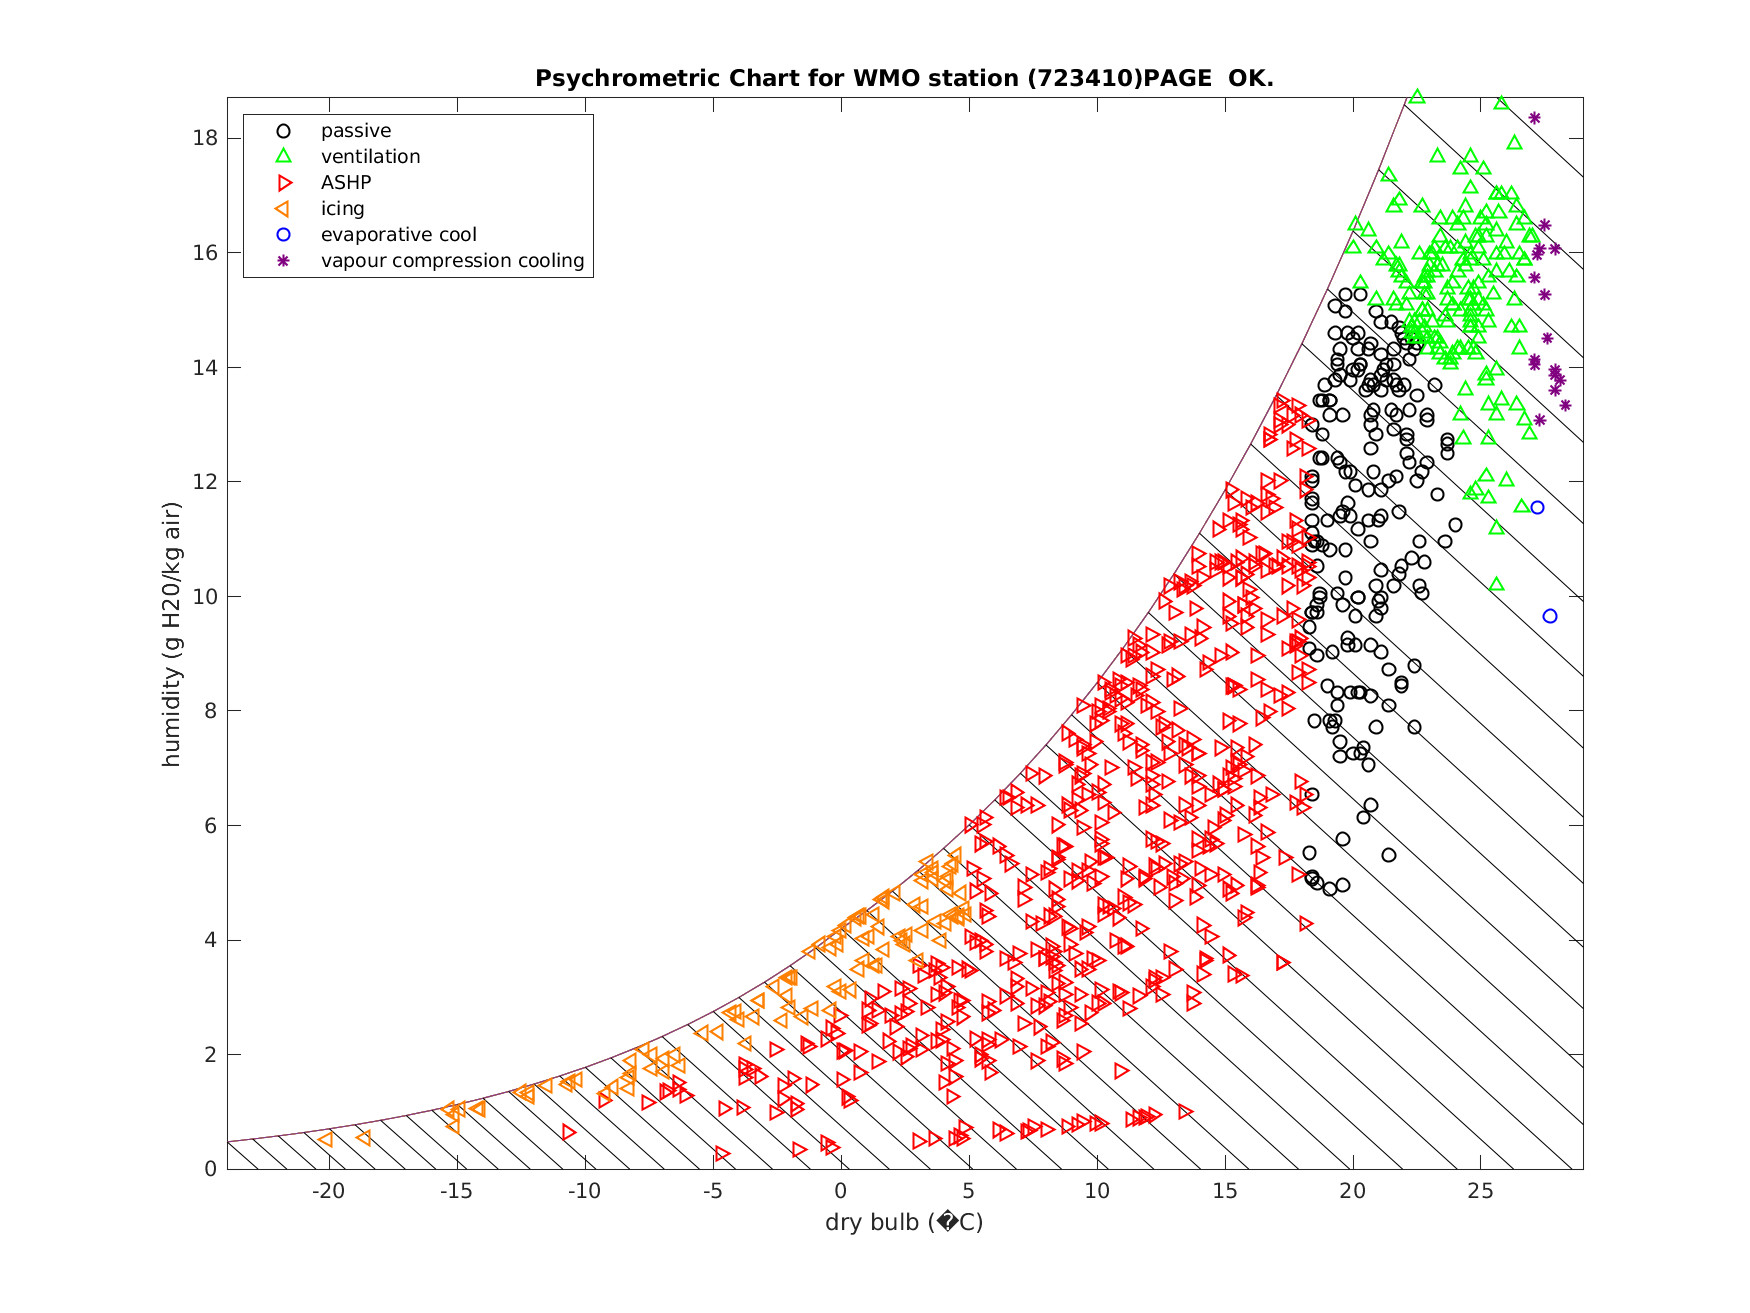 Psychrometric Chart for WMO station (723410)PAGE  OK.
passive
ventilation
ASHP
icing
evaporative cool
vapour compression cooling
humidity (g H20/kg air)
18
16
14
12
10
8
6
4
2
0
-20 -15 -10 -5 0 5 10 15 20 25
dry bulb (�C)